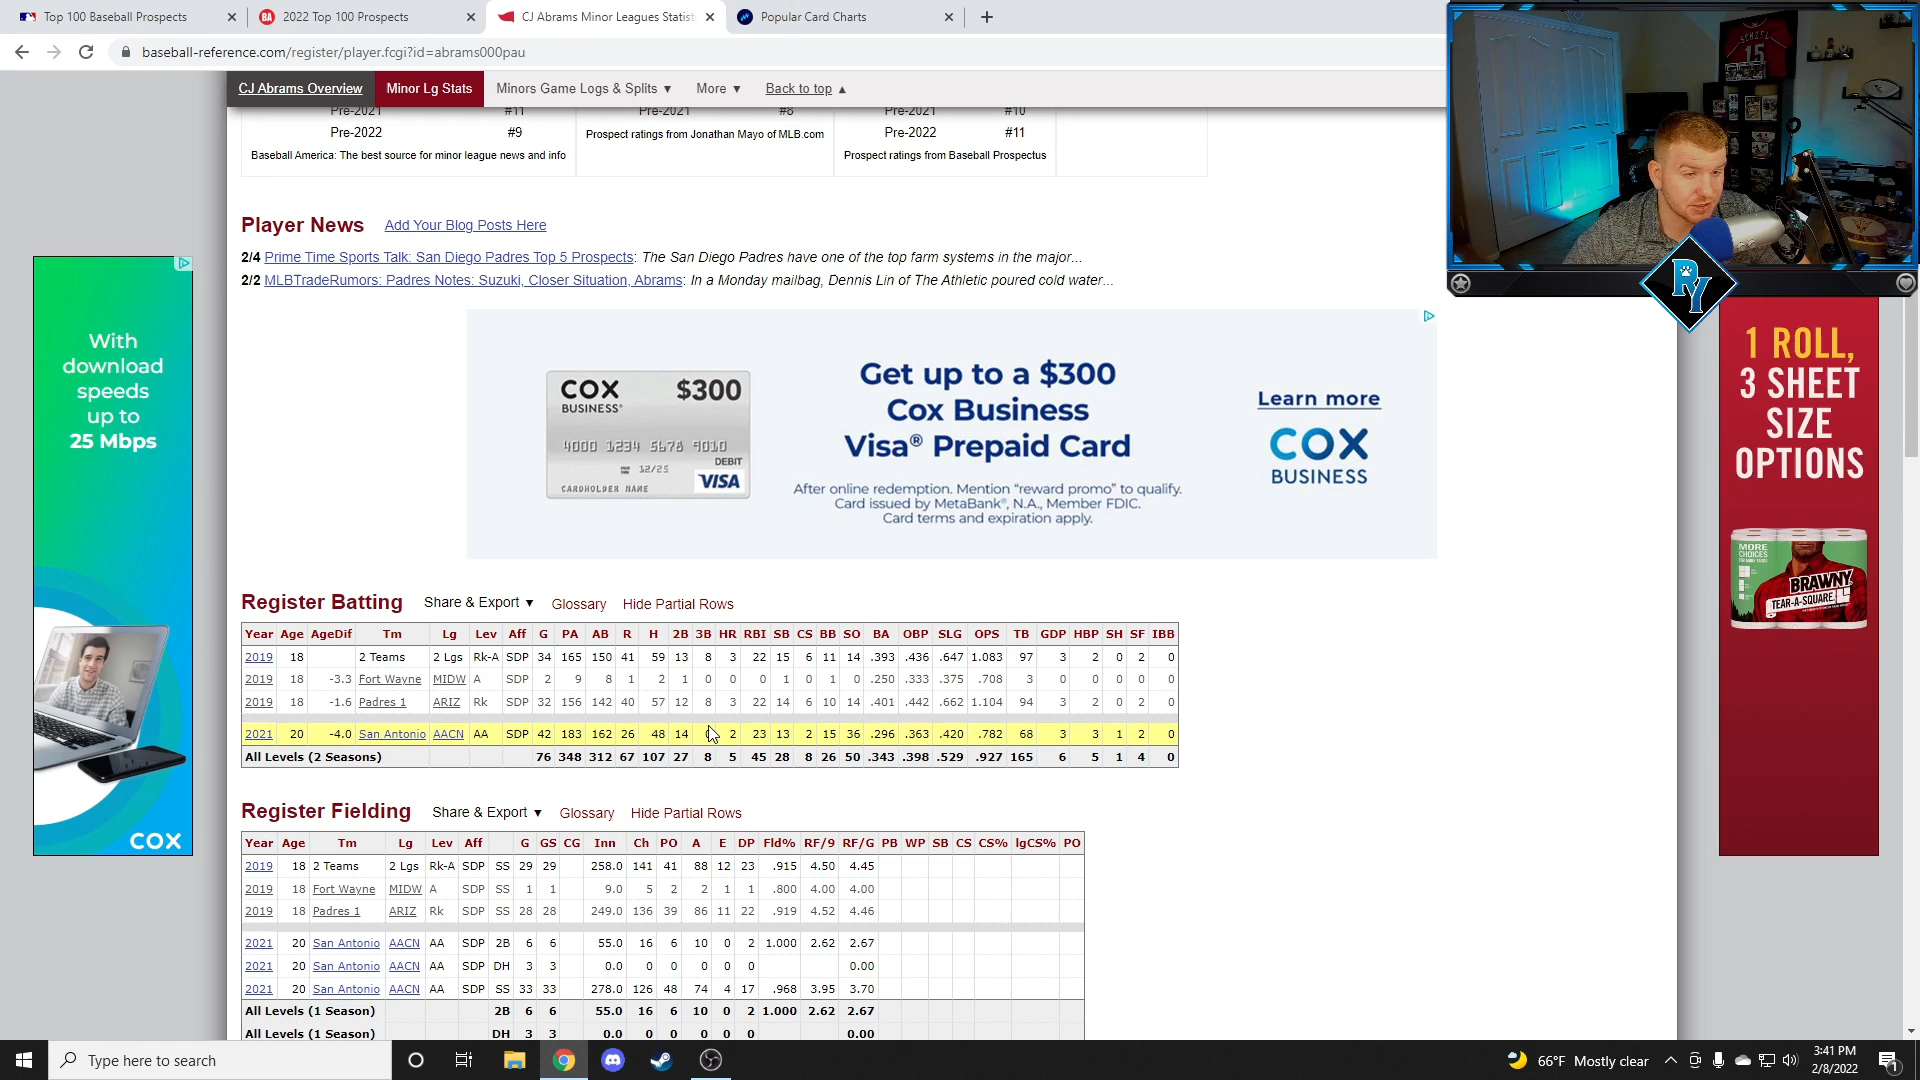 Top 100 Baseball Prospects
2022 Top 100 Prospects
CJ Abrams Minor Leagues Statist
Popular Card Charts
baseball-reference.com/register/player.fcgi?id=abrams000pau
CJ Abrams Overview Minor Lg Stats Minors Game Logs & Splits ▼ More ▼ Back to top ▲
Pre-2021 #11 Pre-2021 #8 Pre-2021 #10
Pre-2022 #9 Prospect ratings from Jonathan Mayo of MLB.com Pre-2022 #11
Baseball America: The best source for minor league news and info Prospect ratings from Baseball Prospectus
SENZEL
15
RY
Player News Add Your Blog Posts Here
2/4 Prime Time Sports Talk: San Diego Padres Top 5 Prospects: The San Diego Padres have one of the top farm systems in the major...
2/2 MLBTradeRumors: Padres Notes: Suzuki, Closer Situation, Abrams: In a Monday mailbag, Dennis Lin of The Athletic poured cold water...
With
download
speeds
up to
25 Mbps
COX
COX $300
BUSINESS
4000 1234 5678 9010
12/25 DEBIT
CARDHOLDER NAME VISA
Get up to a $300
Cox Business
Visa® Prepaid Card
After online redemption. Mention "reward promo" to qualify.
Card issued by MetaBank®, N.A., Member FDIC.
Card terms and expiration apply.
Learn more
COX
BUSINESS
1 ROLL,
3 SHEET
SIZE
OPTIONS
MORE
CHOICES
BRAWNY
TEAR-A-SQUARE
Register Batting Share & Export ▼ Glossary Hide Partial Rows
Year Age AgeDif Tm Lg Lev Aff G PA AB R H 2B 3B HR RBI SB CS BB SO BA OBP SLG OPS TB GDP HBP SH SF IBB
2019 18 2 Teams 2 Lgs Rk-A SDP 34 165 150 41 59 13 8 3 22 15 6 11 14 .393 .436 .647 1.083 97 3 2 0 2 0
2019 18 -3.3 Fort Wayne MIDW A SDP 2 9 8 1 2 1 0 0 0 1 0 1 0 .250 .333 .375 .708 3 0 0 0 0 0
2019 18 -1.6 Padres 1 ARIZ Rk SDP 32 156 142 40 57 12 8 3 22 14 6 10 14 .401 .442 .662 1.104 94 3 2 0 2 0
2021 20 -4.0 San Antonio AACN AA SDP 42 183 162 26 48 14 2 23 13 2 15 36 .296 .363 .420 .782 68 3 3 1 2 0
All Levels (2 Seasons) 76 348 312 67 107 27 8 5 45 28 8 26 50 .343 .398 .529 .927 165 6 5 1 4 0
Register Fielding Share & Export ▼ Glossary Hide Partial Rows
Year Age Tm Lg Lev Aff G GS CG Inn Ch PO A E DP Fld% RF/9 RF/G PB WP SB CS CS% lgCS% PO
2019 18 2 Teams 2 Lgs Rk-A SDP SS 29 29 258.0 141 41 88 12 23 .915 4.50 4.45
2019 18 Fort Wayne MIDW A SDP SS 1 1 9.0 5 2 2 1 1 .800 4.00 4.00
2019 18 Padres 1 ARIZ Rk SDP SS 28 28 249.0 136 39 86 11 22 .919 4.52 4.46
2021 20 San Antonio AACN AA SDP 2B 6 6 55.0 16 6 10 0 2 1.000 2.62 2.67
2021 20 San Antonio AACN AA SDP DH 3 3 0.0 0 0 0 0 0 0.00
2021 20 San Antonio AACN AA SDP SS 33 33 278.0 126 48 74 4 17 .968 3.95 3.70
All Levels (1 Season) 2B 6 6 55.0 16 6 10 0 2 1.000 2.62 2.67
All Levels (1 Season) DH 3 3 0.0 0 0 0 0 0 0.00
Type here to search
66°F Mostly clear
3:41 PM
2/8/2022
1